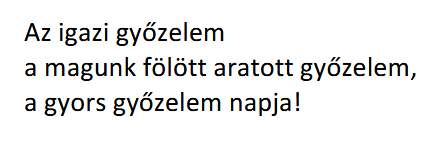 Az igazi győzelem
a magunk fölött aratott győzelem,
a gyors győzelem napja!